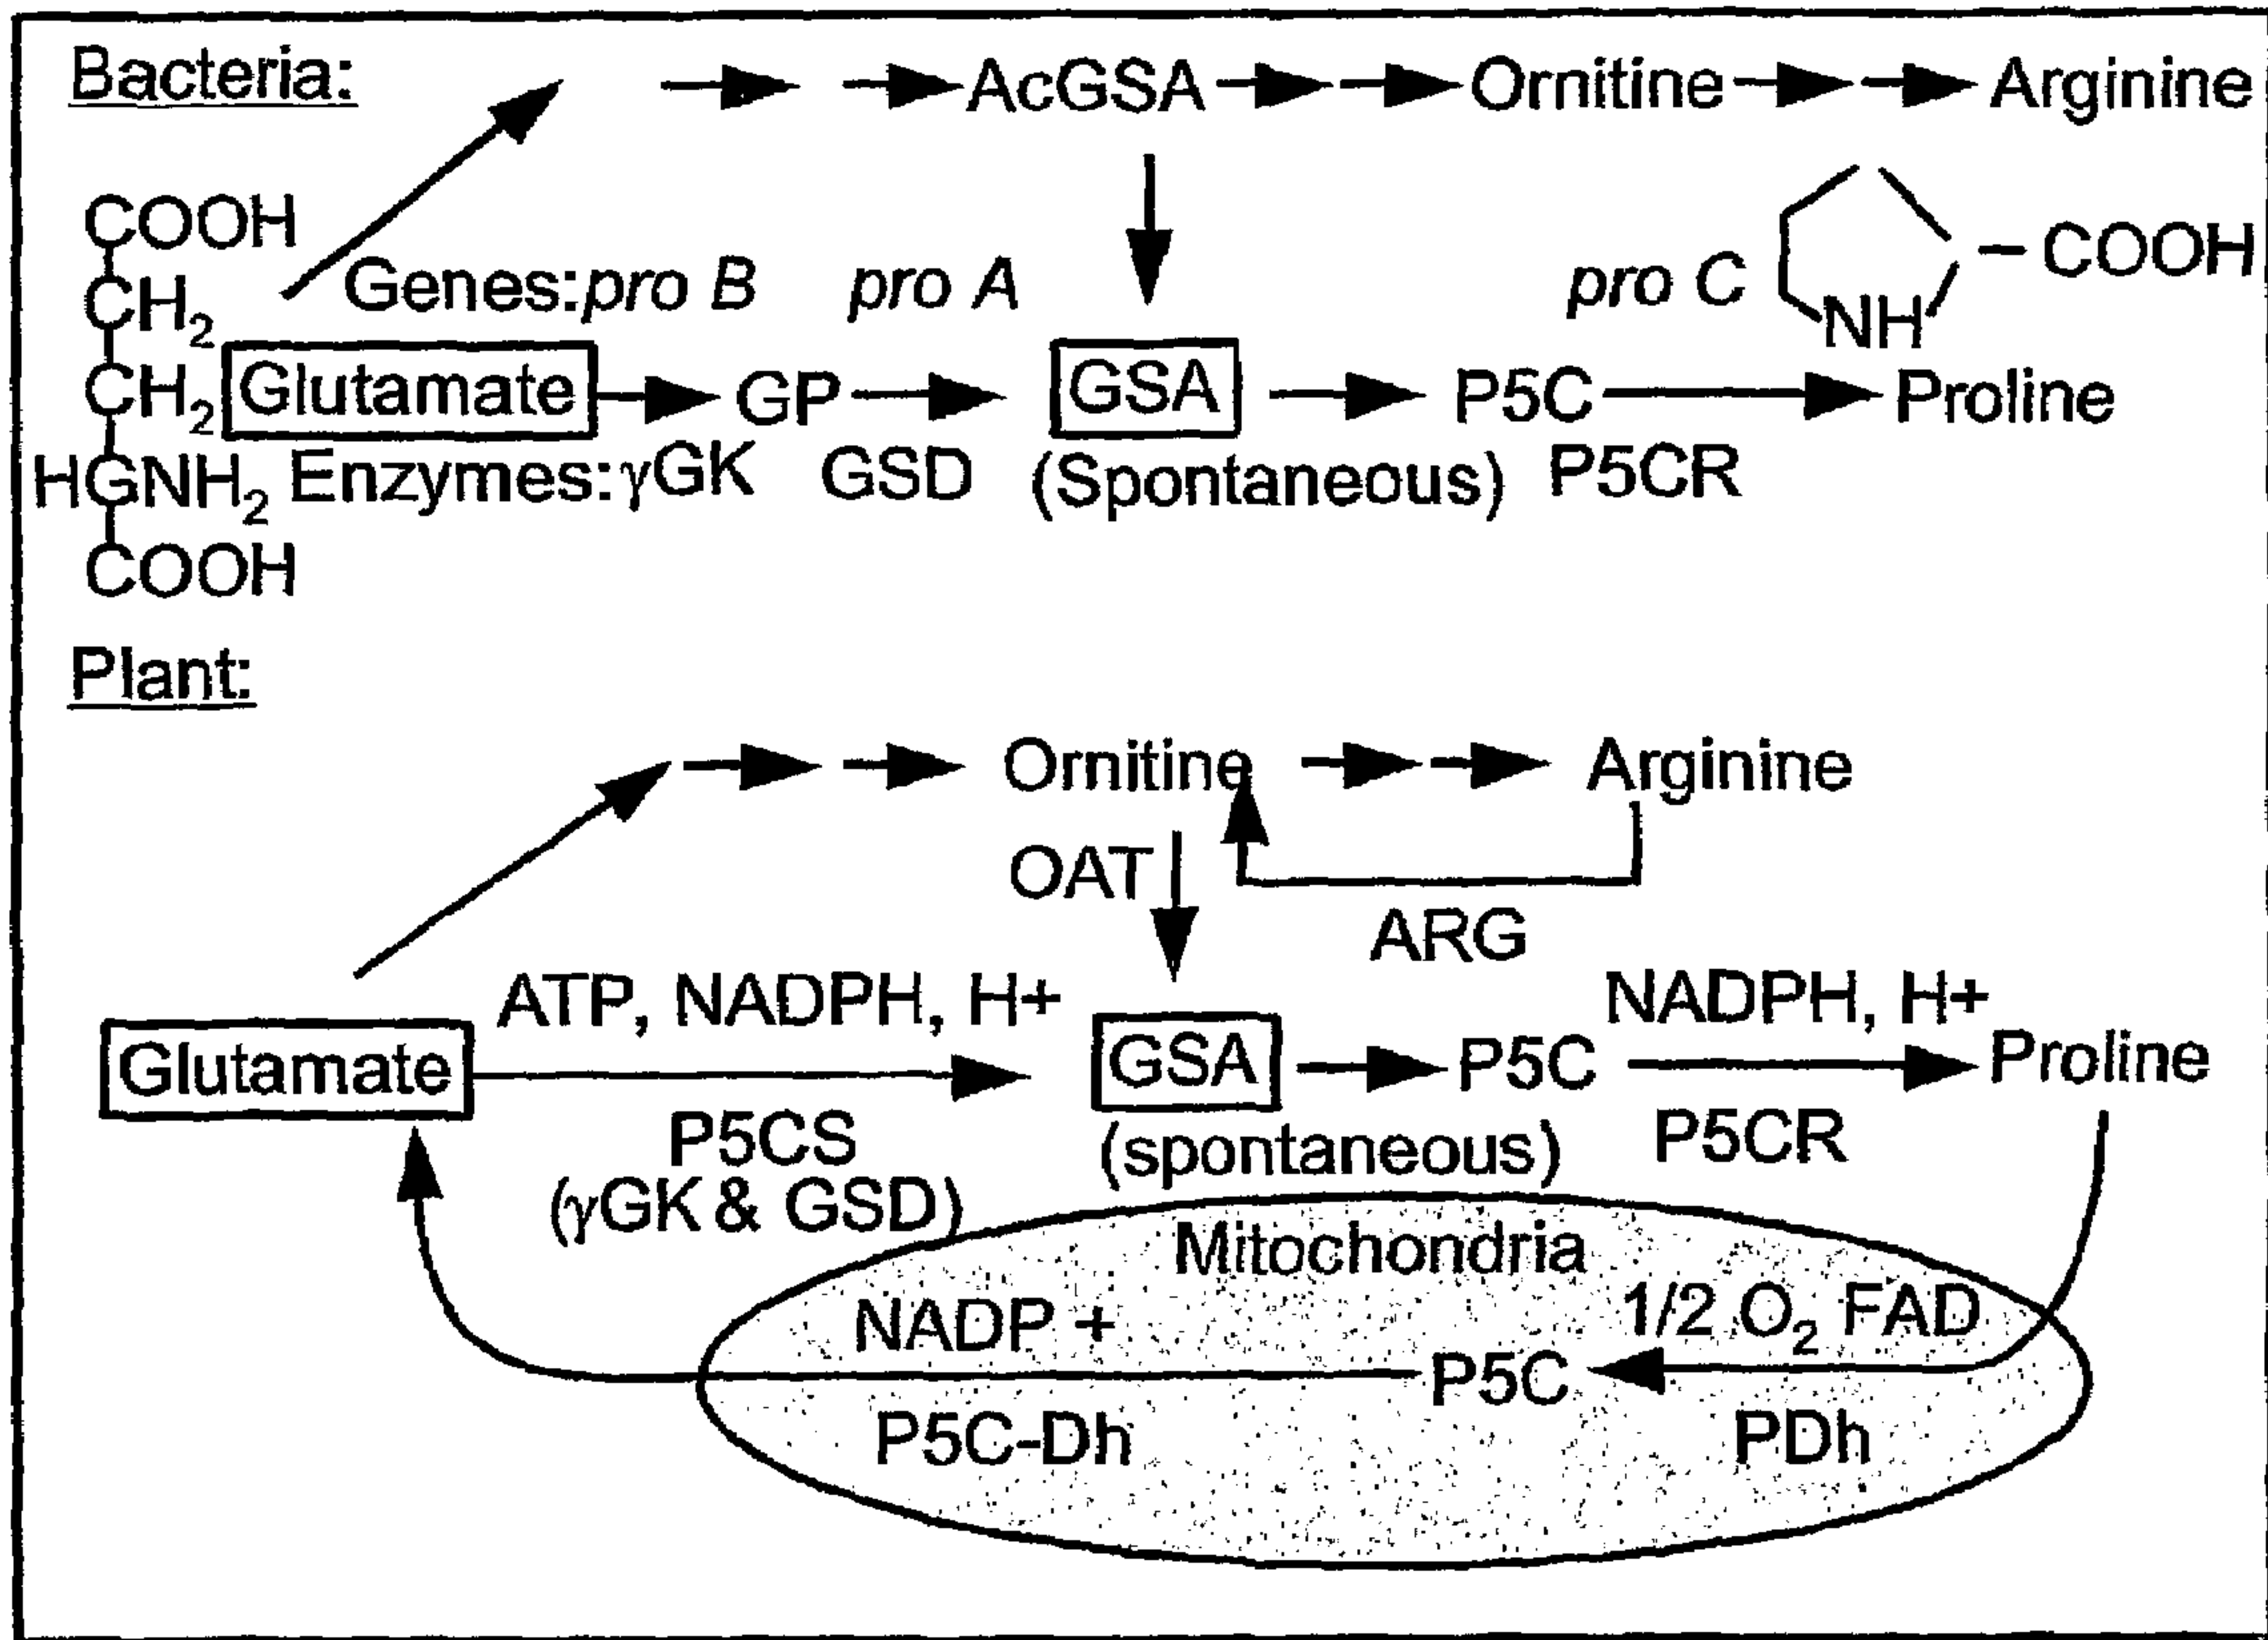 Bacteria:
AcGSA Ornitine Arginine
COOH
CH2
CH2
HGNH2
COOH
Genes: pro B pro A pro C
NH
COOH
Glutamate GP GSA P5C Proline
Enzymes: γGK GSD (Spontaneous) P5CR
Plant:
Ornitine Arginine
OAT
ARG
ATP, NADPH, H+ NADPH, H+
Glutamate GSA P5C Proline
P5CS (spontaneous) P5CR
(γGK & GSD)
Mitochondria
NADP + 1/2 O2 FAD
P5C
P5C-Dh PDh